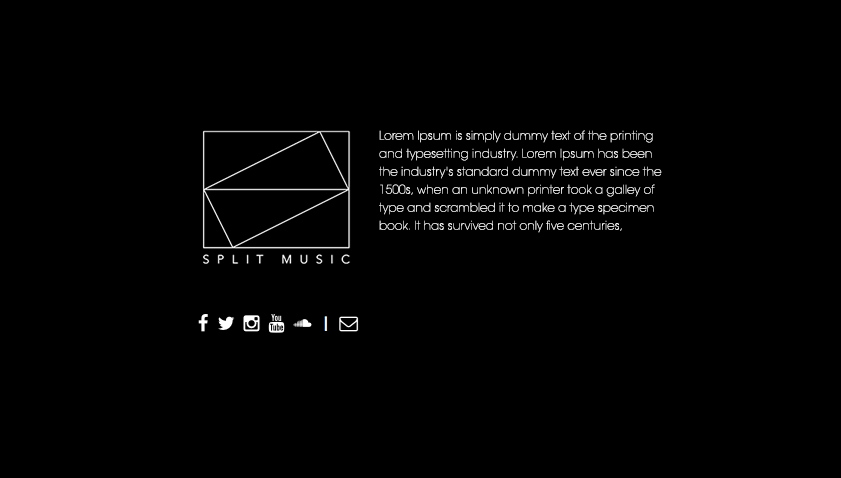 SPLIT MUSIC
Lorem Ipsum is simply dummy text of the printing
and typesetting industry. Lorem Ipsum has been
the industry's standard dummy text ever since the
1500s, when an unknown printer took a galley of
type and scrambled it to make a type specimen
book. It has survived not only five centuries,
You
Tube